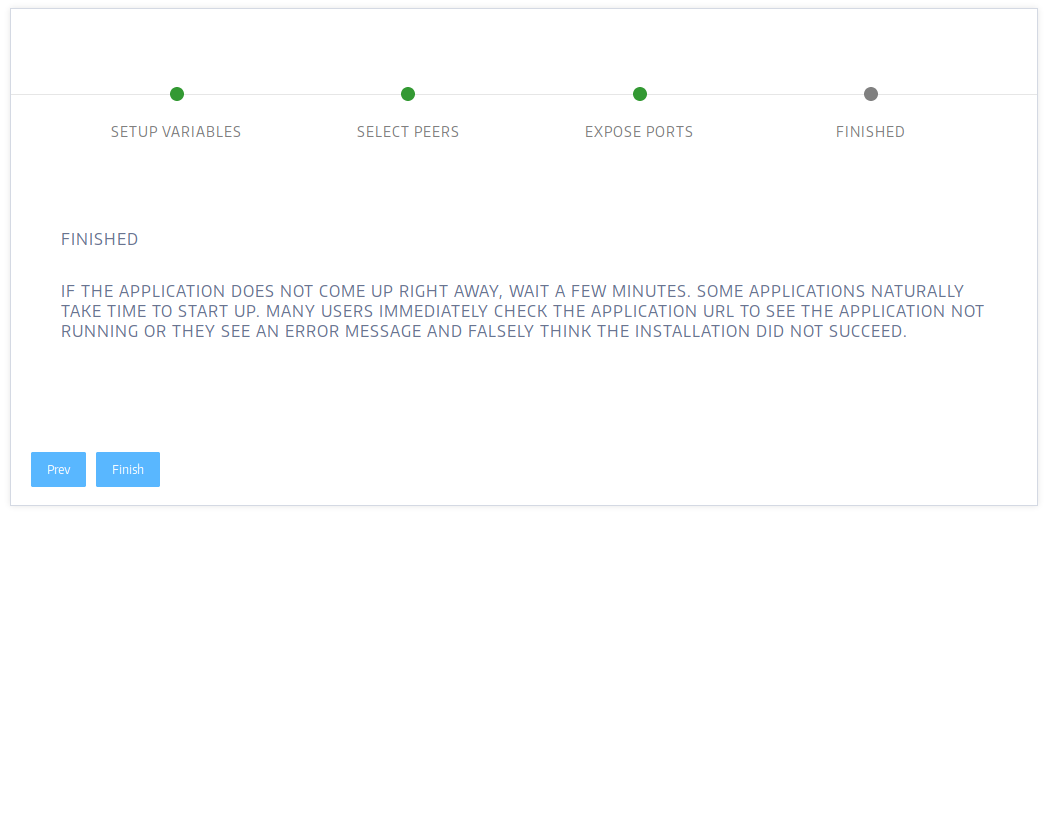 SETUP VARIABLES SELECT PEERS EXPOSE PORTS FINISHED
FINISHED
IF THE APPLICATION DOES NOT COME UP RIGHT AWAY, WAIT A FEW MINUTES. SOME APPLICATIONS NATURALLY
TAKE TIME TO START UP. MANY USERS IMMEDIATELY CHECK THE APPLICATION URL TO SEE THE APPLICATION NOT
RUNNING OR THEY SEE AN ERROR MESSAGE AND FALSELY THINK THE INSTALLATION DID NOT SUCCEED.
Prev Finish